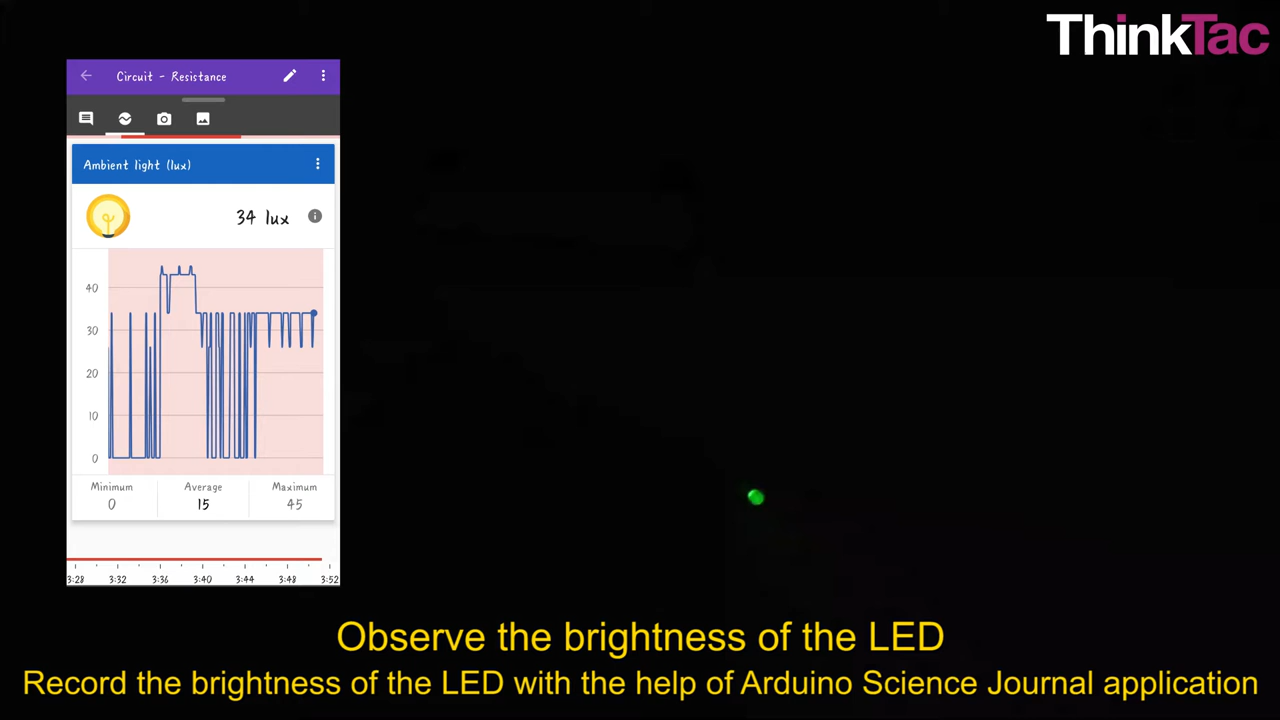 ThinkTac
Circuit - Resistance
Ambient light (lux)
34 lux
40
30
20
10
0
Minimum Average Maximum
0 15 45
3:28 3:32 3:36 3:40 3:44 3:48 3:52
Observe the brightness of the LED
Record the brightness of the LED with the help of Arduino Science Journal application